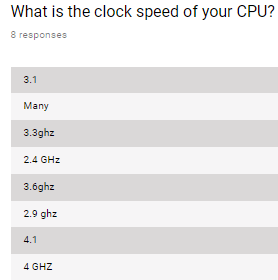 What is the clock speed of your CPU?
8 responses
3.1
Many
3.3ghz
2.4 GHz
3.6ghz
2.9 ghz
4.1
4 GHZ